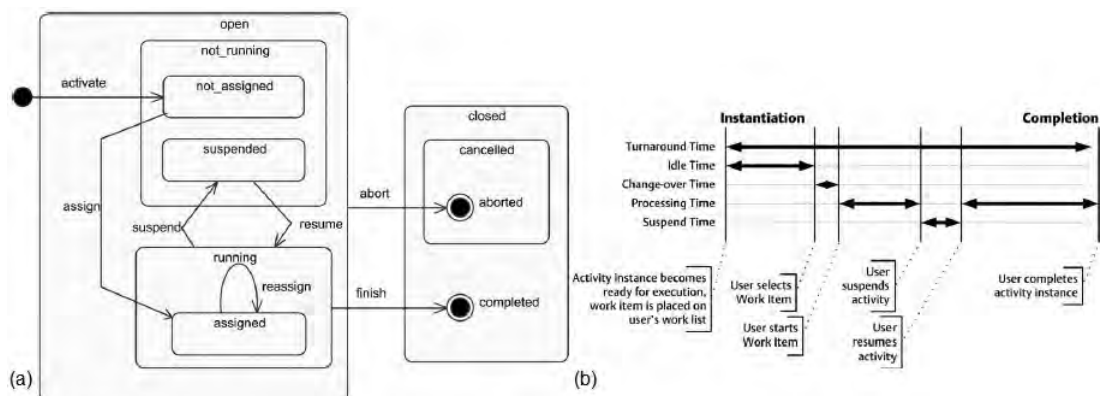 open
not_running
activate
not_assigned
suspended
assign
suspend
resume
running
reassign
assigned
abort
finish
closed
cancelled
aborted
completed
(a)
Instantiation
Completion
Turnaround Time
Idle Time
Change-over Time
Processing Time
Suspend Time
Activity instance becomes
ready for execution,
work item is placed on
user's work list
User selects
Work Item
User starts
Work Item
User
suspends
activity
User
resumes
activity
User completes
activity instance
(b)